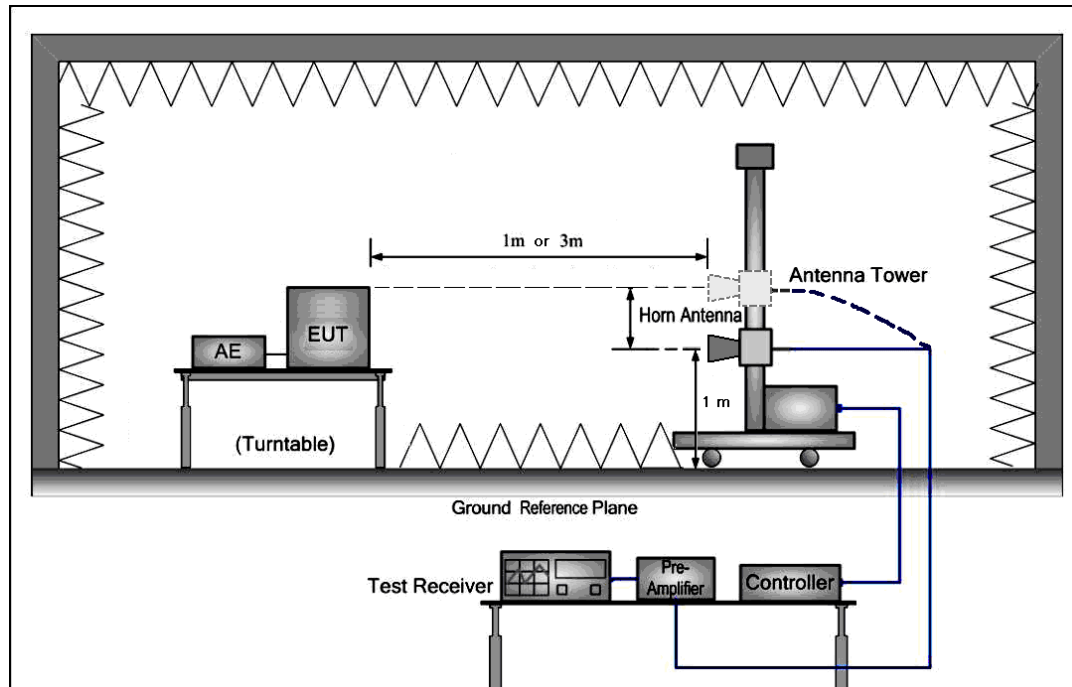 1m or 3m
Antenna Tower
Horn Antenna
EUT
AE
1 m
(Turntable)
Ground Reference Plane
Test Receiver
Pre-
Amplifier
Controller